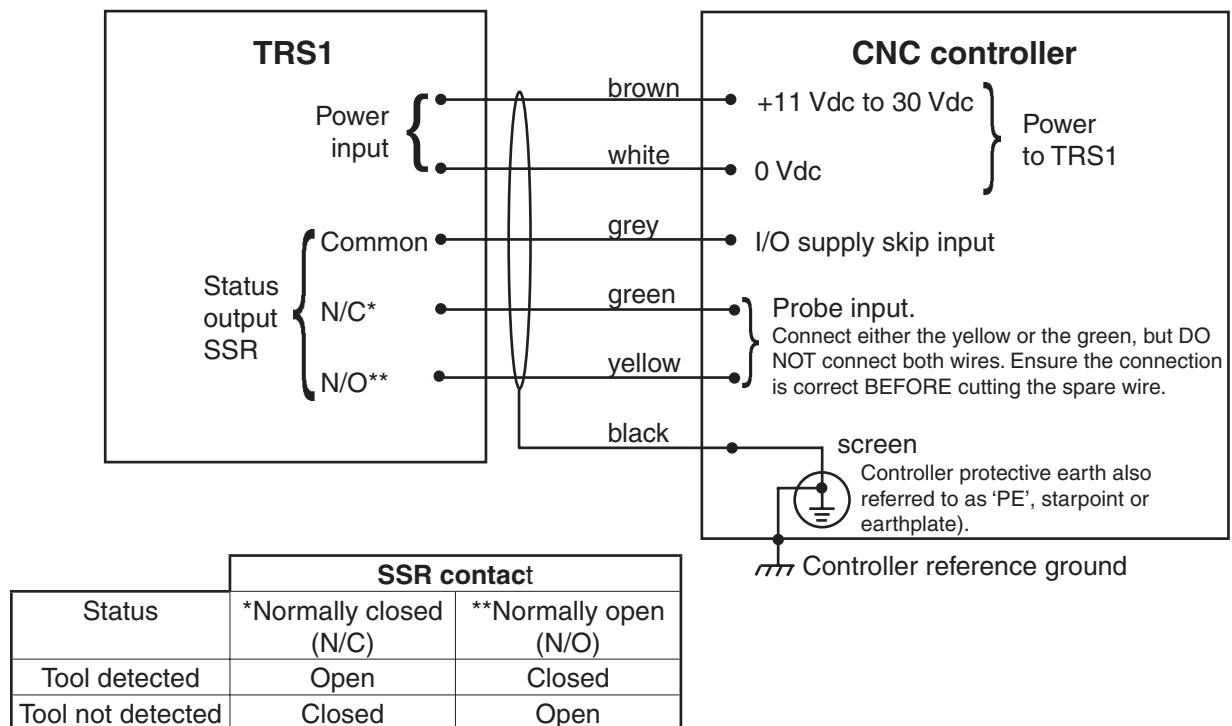 TRS1
CNC controller
Power
input
brown
+11 Vdc to 30 Vdc
Power
to TRS1
white
0 Vdc
Status
output
SSR
Common
grey
I/O supply skip input
N/C*
green
Probe input.
Connect either the yellow or the green, but DO
NOT connect both wires. Ensure the connection
is correct BEFORE cutting the spare wire.
N/O**
yellow
black
screen
Controller protective earth also
referred to as ‘PE’, starpoint or
earthplate).
Controller reference ground
SSR contact
Status
*Normally closed
(N/C)
**Normally open
(N/O)
Tool detected
Open
Closed
Tool not detected
Closed
Open